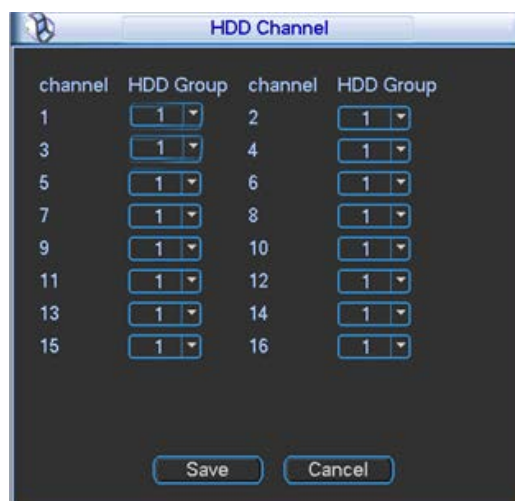 HDD Channel
channel HDD Group channel HDD Group
1 1 2 1
3 1 4 1
5 1 6 1
7 1 8 1
9 1 10 1
11 1 12 1
13 1 14 1
15 1 16 1
Save Cancel